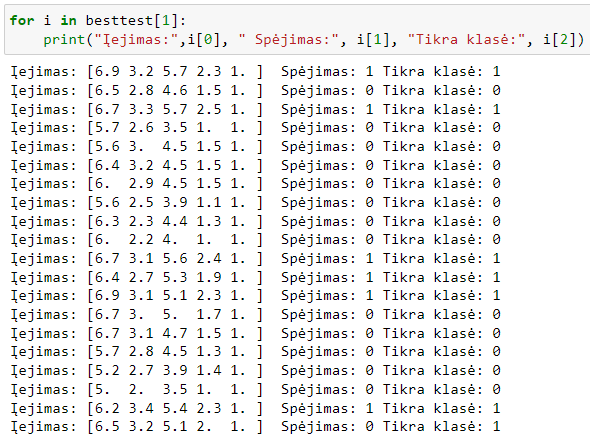 for i in besttest[1]:
    print("Įejimas:",i[0], " Spėjimas:", i[1], "Tikra klasė:", i[2])
Įejimas: [6.9 3.2 5.7 2.3 1. ]  Spėjimas: 1 Tikra klasė: 1
Įejimas: [6.5 2.8 4.6 1.5 1. ]  Spėjimas: 0 Tikra klasė: 0
Įejimas: [6.7 3.3 5.7 2.5 1. ]  Spėjimas: 1 Tikra klasė: 1
Įejimas: [5.7 2.6 3.5 1.  1. ]  Spėjimas: 0 Tikra klasė: 0
Įejimas: [5.6 3.  4.5 1.5 1. ]  Spėjimas: 0 Tikra klasė: 0
Įejimas: [6.4 3.2 4.5 1.5 1. ]  Spėjimas: 0 Tikra klasė: 0
Įejimas: [6.  2.9 4.5 1.5 1. ]  Spėjimas: 0 Tikra klasė: 0
Įejimas: [5.6 2.5 3.9 1.1 1. ]  Spėjimas: 0 Tikra klasė: 0
Įejimas: [6.3 2.3 4.4 1.3 1. ]  Spėjimas: 0 Tikra klasė: 0
Įejimas: [6.  2.2 4.  1.  1. ]  Spėjimas: 0 Tikra klasė: 0
Įejimas: [6.7 3.1 5.6 2.4 1. ]  Spėjimas: 1 Tikra klasė: 1
Įejimas: [6.4 2.7 5.3 1.9 1. ]  Spėjimas: 1 Tikra klasė: 1
Įejimas: [6.9 3.1 5.1 2.3 1. ]  Spėjimas: 1 Tikra klasė: 1
Įejimas: [6.7 3.  5.  1.7 1. ]  Spėjimas: 0 Tikra klasė: 0
Įejimas: [6.7 3.1 4.7 1.5 1. ]  Spėjimas: 0 Tikra klasė: 0
Įejimas: [5.7 2.8 4.5 1.3 1. ]  Spėjimas: 0 Tikra klasė: 0
Įejimas: [5.2 2.7 3.9 1.4 1. ]  Spėjimas: 0 Tikra klasė: 0
Įejimas: [5.  2.  3.5 1.  1. ]  Spėjimas: 0 Tikra klasė: 0
Įejimas: [6.2 3.4 5.4 2.3 1. ]  Spėjimas: 1 Tikra klasė: 1
Įejimas: [6.5 3.2 5.1 2.  1. ]  Spėjimas: 0 Tikra klasė: 1